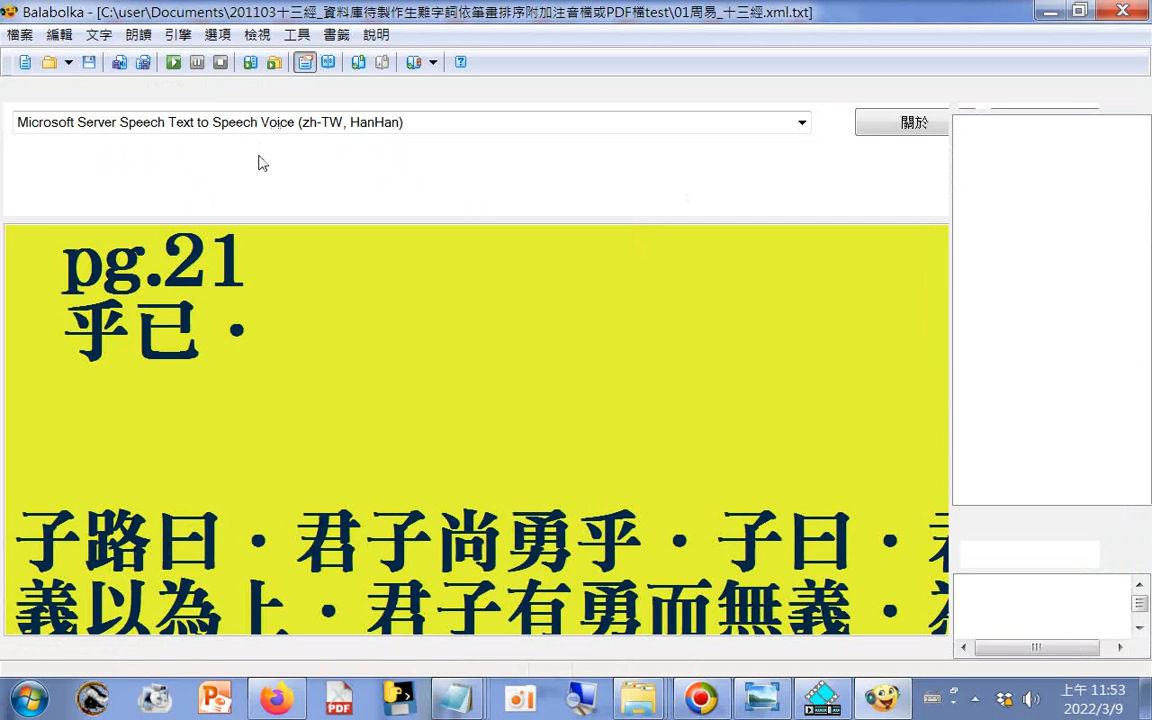 Balabolka - [C:\user\Documents\201103十三經_資料庫待製作生難字詞依筆畫排序附加注音檔或PDF檔test\01周易_十三經.xml.txt]
檔案 編輯 文字 朗讀 引擎 選項 檢視 工具 書籤 說明
Microsoft Server Speech Text to Speech Voice (zh-TW, HanHan)
關於
pg.21
乎已・
子路曰・君子尚勇乎・子曰・
義以為上・君子有勇而無義・為
PDF
上午 11:53
2022/3/9